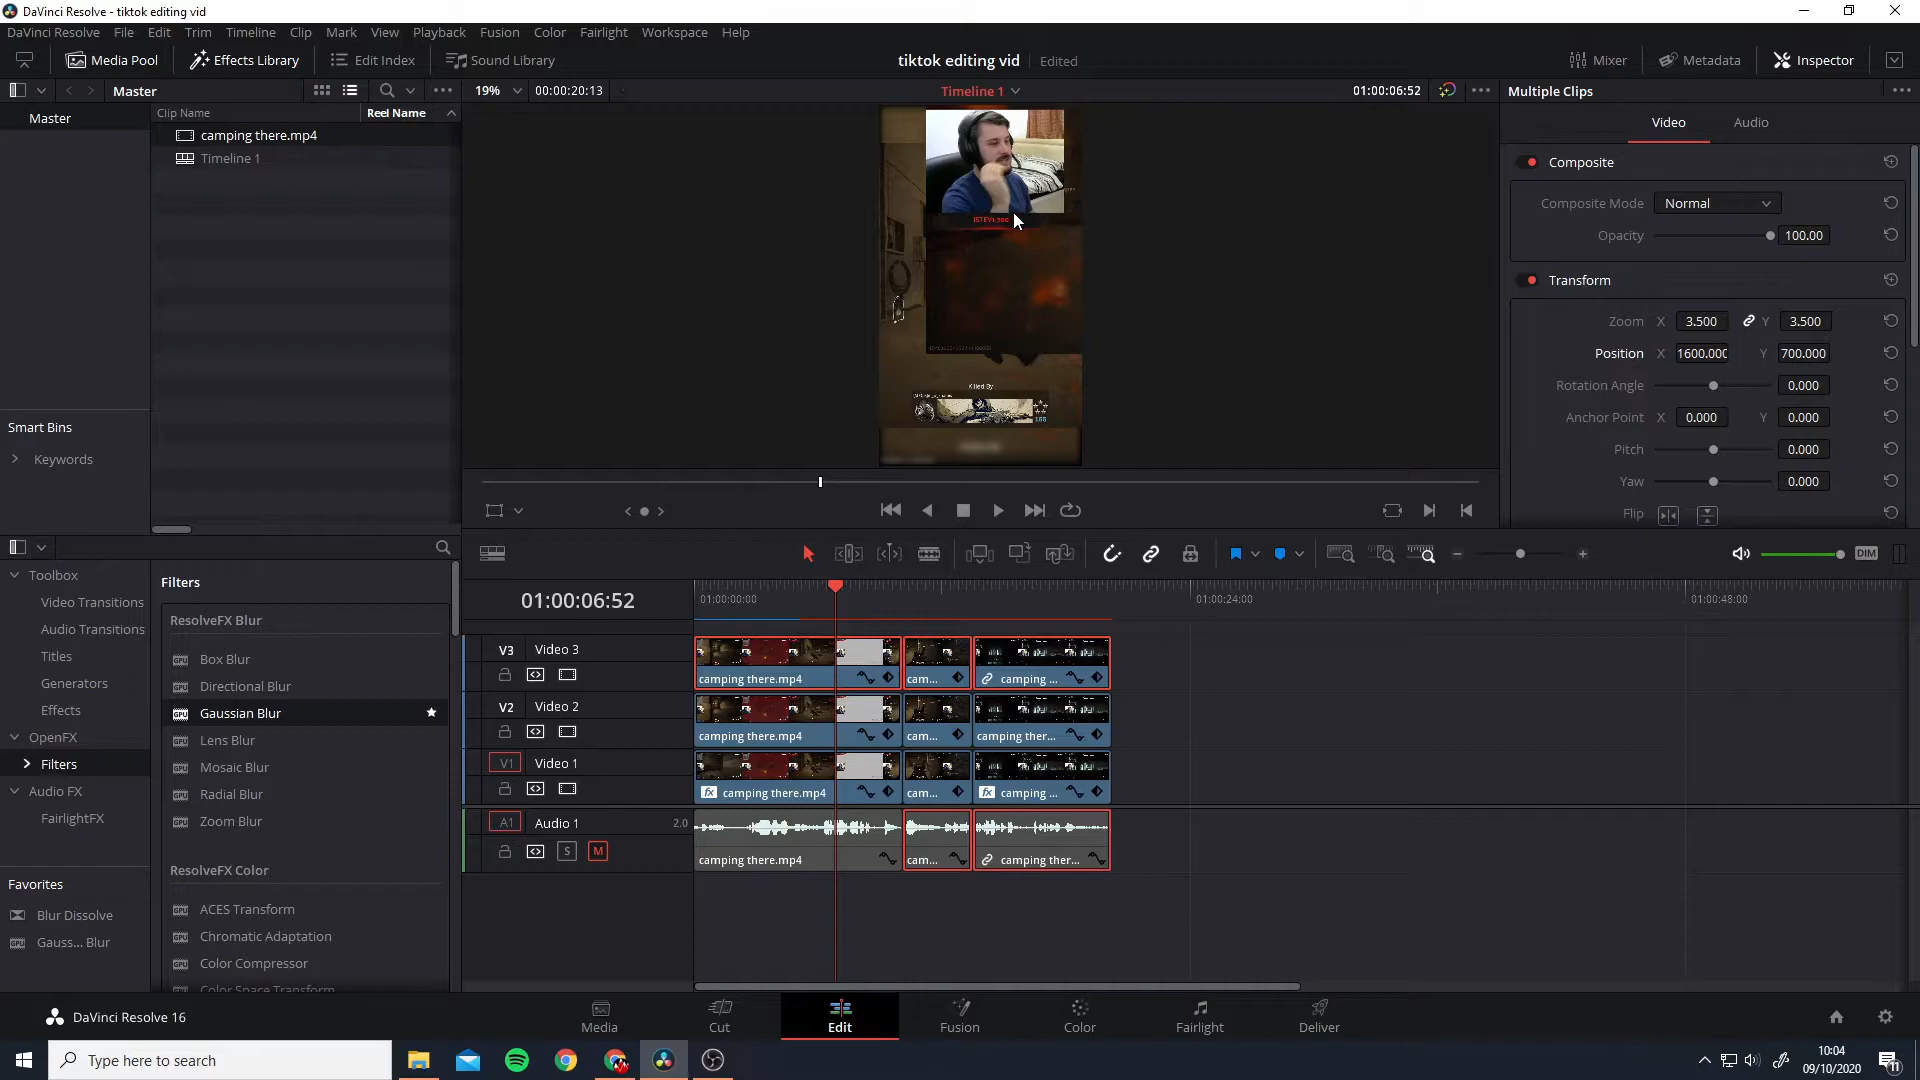 DaVinci Resolve - tiktok editing vid
DaVinci Resolve File Edit Trim Timeline Clip Mark View Playback Fusion Color Fairlight Workspace Help
Media Pool Effects Library Edit Index Sound Library
tiktok editing vid Edited
Mixer Metadata Inspector
Master
19% 00:00:20:13
Timeline 1
01:00:06:52
Multiple Clips
Master
Clip Name Reel Name
camping there.mp4
Timeline 1
Smart Bins
Keywords
Killed By
Video Audio
Composite
Composite Mode Normal
Opacity 100.00
Transform
Zoom X 3.500 Y 3.500
Position X 1600.000 Y 700.000
Rotation Angle 0.000
Anchor Point X 0.000 Y 0.000
Pitch 0.000
Yaw 0.000
Flip
Toolbox
Video Transitions
Audio Transitions
Titles
Generators
Effects
OpenFX
Filters
Audio FX
FairlightFX
Favorites
Blur Dissolve
Gauss... Blur
Filters
ResolveFX Blur
Box Blur
Directional Blur
Gaussian Blur
Lens Blur
Mosaic Blur
Radial Blur
Zoom Blur
ResolveFX Color
ACES Transform
Chromatic Adaptation
Color Compressor
Color Space Transform
DIM
01:00:06:52
01:00:00:00 01:00:24:00 01:00:48:00
V3 Video 3
camping there.mp4 cam... camping ...
V2 Video 2
camping there.mp4 cam... camping ther...
V1 Video 1
fx camping there.mp4 cam... fx camping ...
A1 Audio 1 2.0
S M
camping there.mp4 cam... camping ther...
DaVinci Resolve 16
Media Cut Edit Fusion Color Fairlight Deliver
Type here to search
10:04
09/10/2020
11